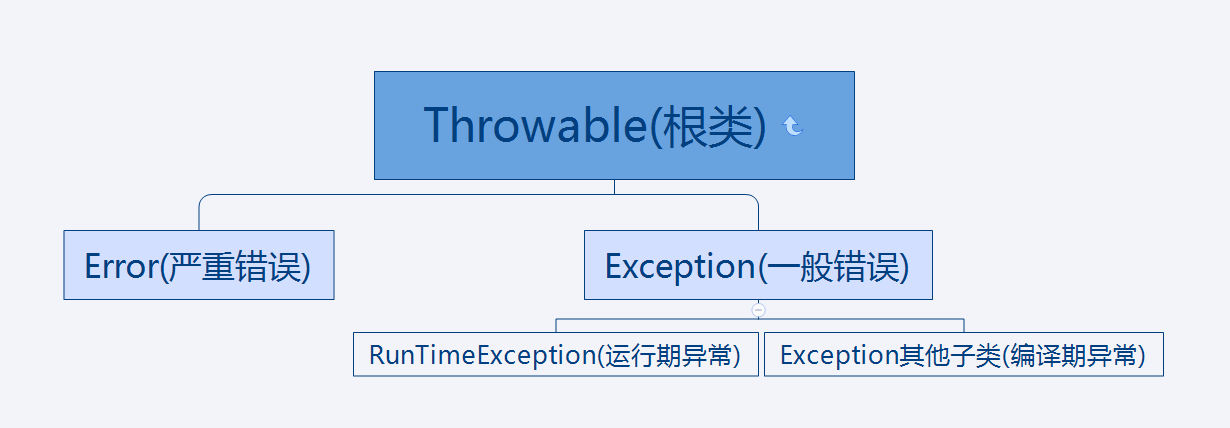 Throwable(根类)
Error(严重错误)
Exception(一般错误)
RunTimeException(运行期异常)
Exception其他子类(编译期异常)